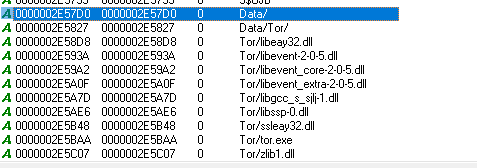 A 0000002E57D0 0000002E57D0 0 Data/
A 0000002E5827 0000002E5827 0 Data/Tor/
A 0000002E58D8 0000002E58D8 0 Tor/libeay32.dll
A 0000002E593A 0000002E593A 0 Tor/libevent-2-0-5.dll
A 0000002E59A2 0000002E59A2 0 Tor/libevent_core-2-0-5.dll
A 0000002E5A0F 0000002E5A0F 0 Tor/libevent_extra-2-0-5.dll
A 0000002E5A7D 0000002E5A7D 0 Tor/libgcc_s_sjlj-1.dll
A 0000002E5AE6 0000002E5AE6 0 Tor/libssp-0.dll
A 0000002E5B48 0000002E5B48 0 Tor/ssleay32.dll
A 0000002E5BAA 0000002E5BAA 0 Tor/tor.exe
A 0000002E5C07 0000002E5C07 0 Tor/zlib1.dll